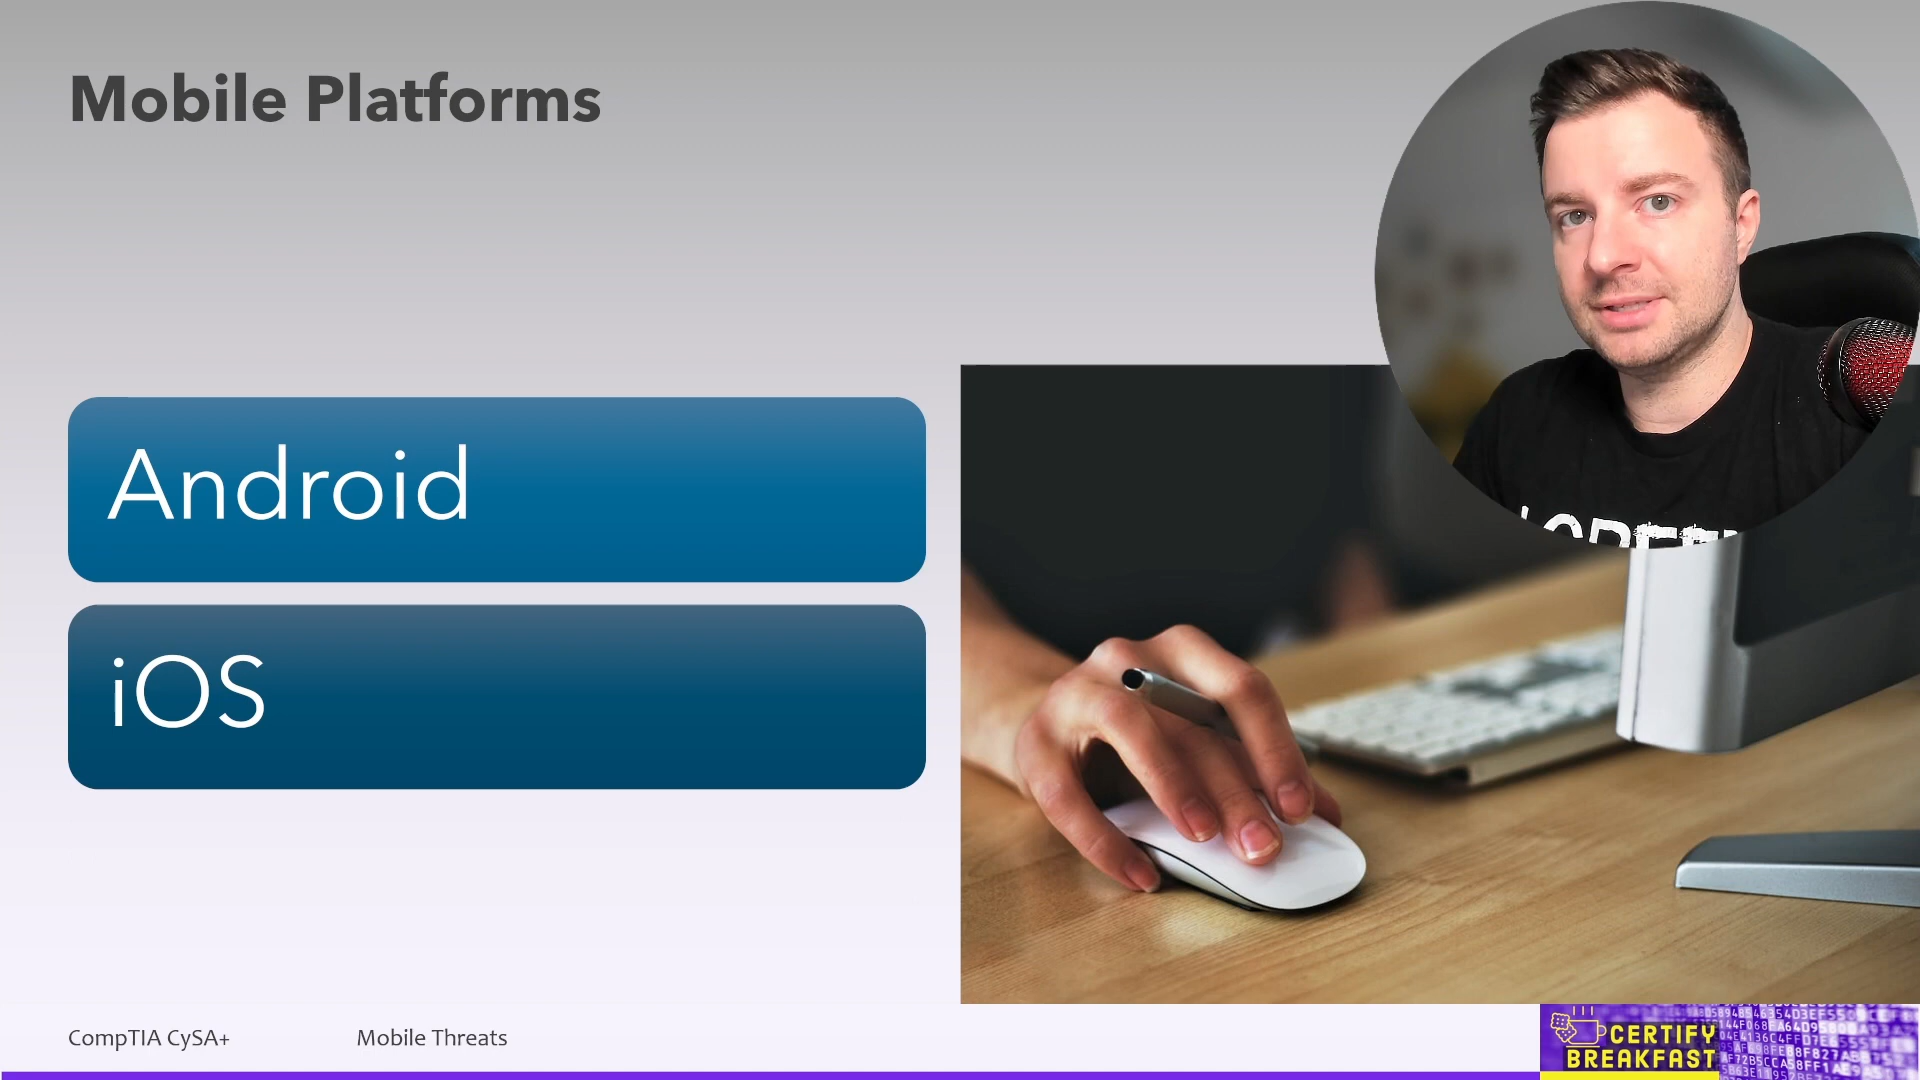 Mobile Platforms
Android
iOS
CompTIA CySA+
Mobile Threats
CERTIFY
BREAKFAST